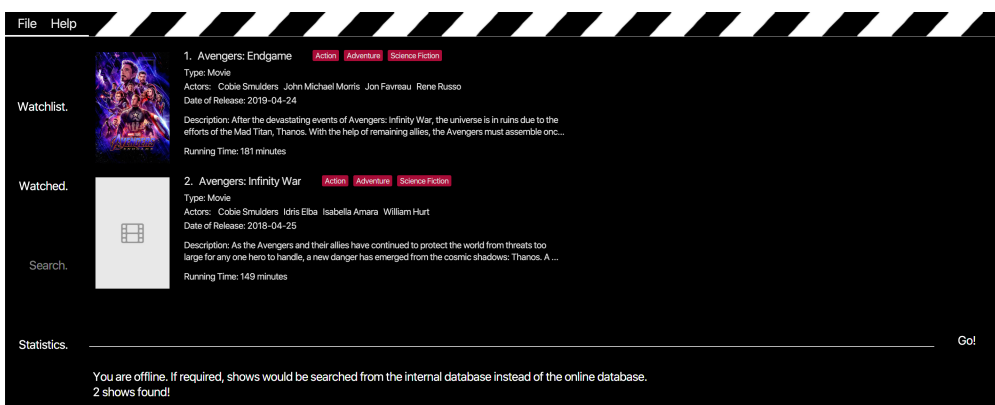 File Help
Watchlist.
Watched.
Search.
Statistics.
1. Avengers: Endgame Action Adventure Science Fiction
Type: Movie
Actors: Cobie Smulders John Michael Morris Jon Favreau Rene Russo
Date of Release: 2019-04-24
Description: After the devastating events of Avengers: Infinity War, the universe is in ruins due to the
efforts of the Mad Titan, Thanos. With the help of remaining allies, the Avengers must assemble onc...
Running Time: 181 minutes
2. Avengers: Infinity War Action Adventure Science Fiction
Type: Movie
Actors: Cobie Smulders Idris Elba Isabella Amara William Hurt
Date of Release: 2018-04-25
Description: As the Avengers and their allies have continued to protect the world from threats too
large for any one hero to handle, a new danger has emerged from the cosmic shadows: Thanos. A ...
Running Time: 149 minutes
Go!
You are offline. If required, shows would be searched from the internal database instead of the online database.
2 shows found!